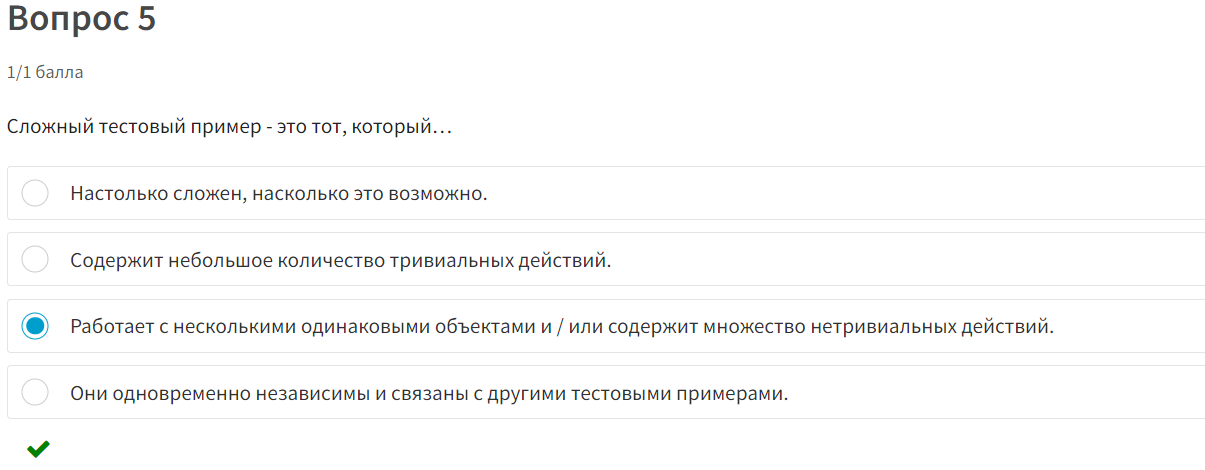 Вопрос 5
1/1 балла
Сложный тестовый пример - это тот, который…
Настолько сложен, насколько это возможно.
Содержит небольшое количество тривиальных действий.
Работает с несколькими одинаковыми объектами и / или содержит множество нетривиальных действий.
Они одновременно независимы и связаны с другими тестовыми примерами.